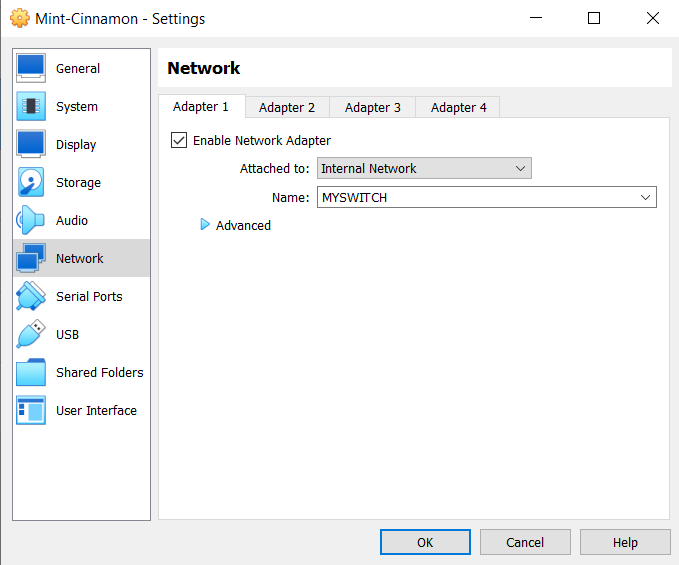 Mint-Cinnamon - Settings
General
System
Display
Storage
Audio
Network
Serial Ports
USB
Shared Folders
User Interface
Network
Adapter 1 Adapter 2 Adapter 3 Adapter 4
Enable Network Adapter
Attached to: Internal Network
Name: MYSWITCH
Advanced
OK Cancel Help